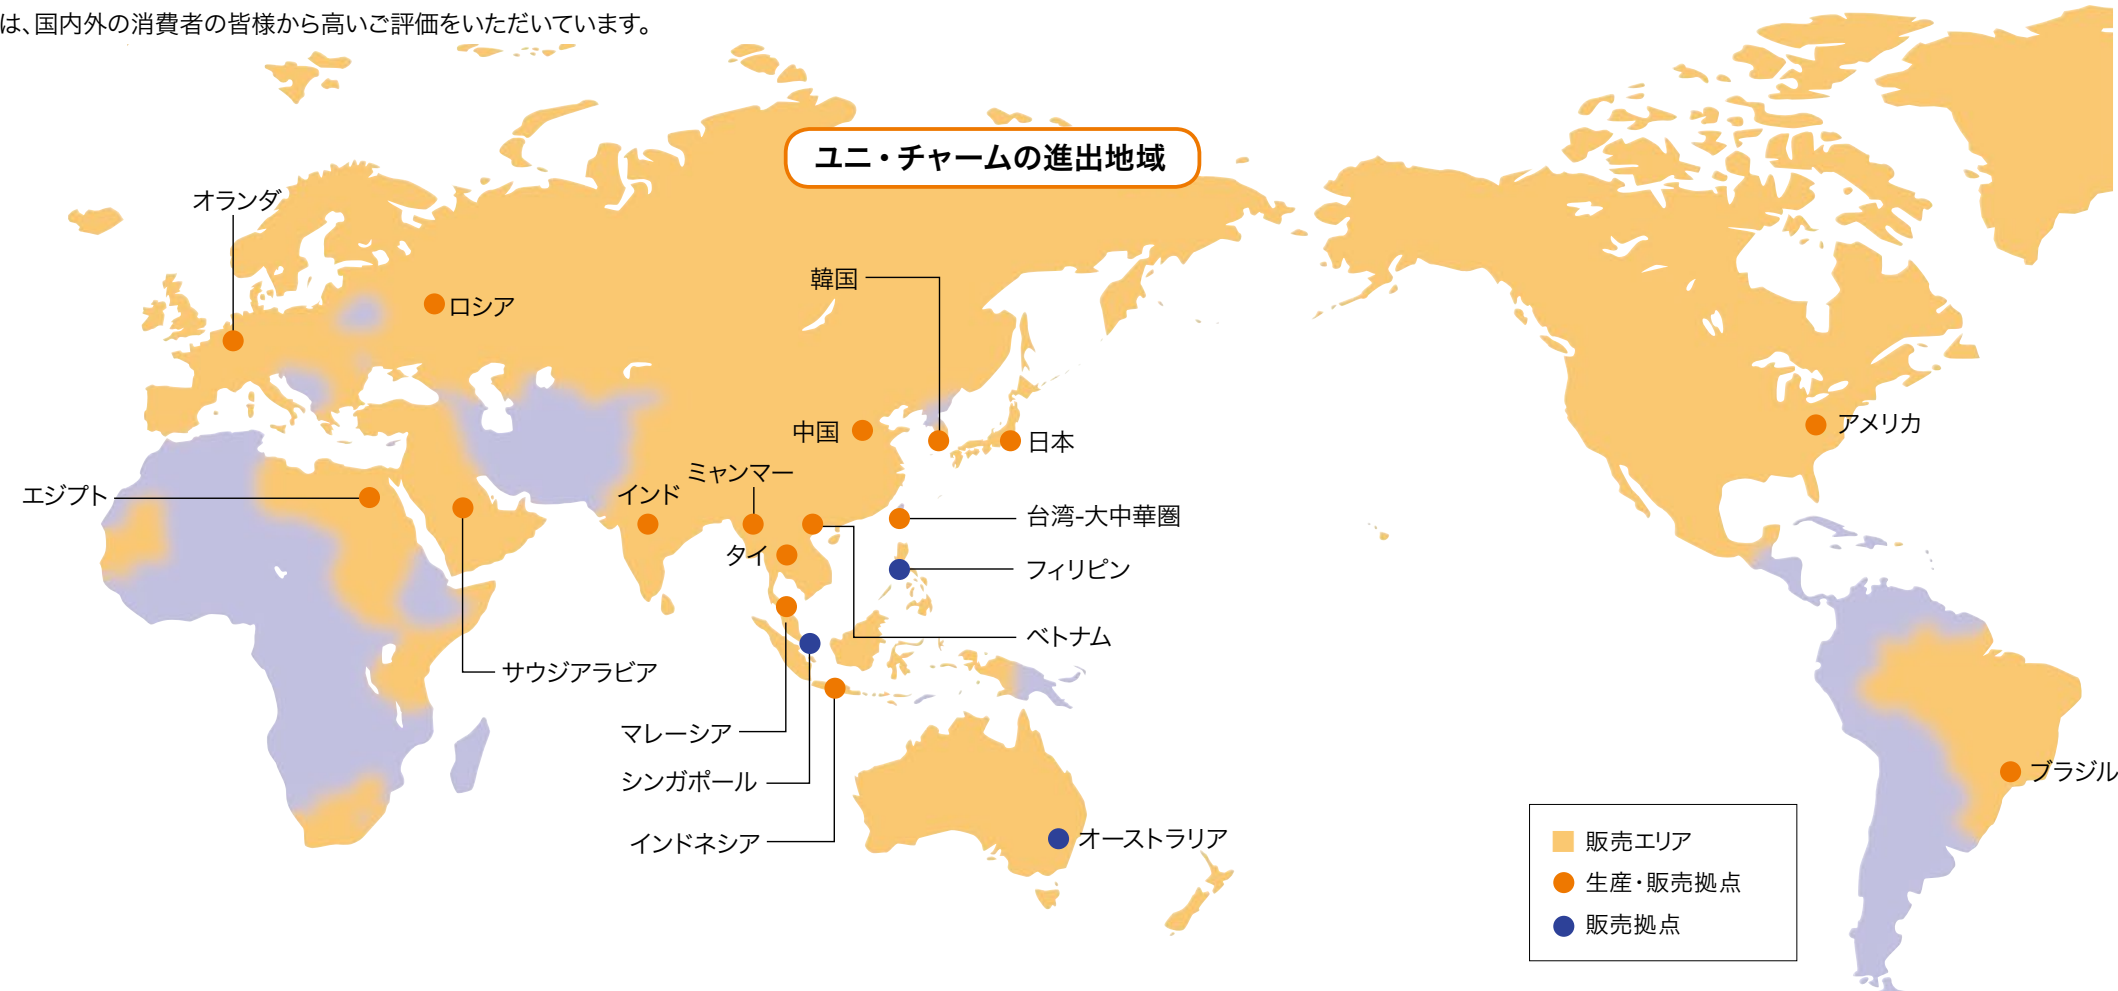 は、国内外の消費者の皆様から高いご評価をいただいています。
ユニ・チャームの進出地域
オランダ
ロシア
韓国
中国
日本
アメリカ
エジプト
インド
ミャンマー
タイ
台湾-大中華圏
フィリピン
ベトナム
サウジアラビア
マレーシア
シンガポール
インドネシア
オーストラリア
ブラジル
販売エリア
生産・販売拠点
販売拠点